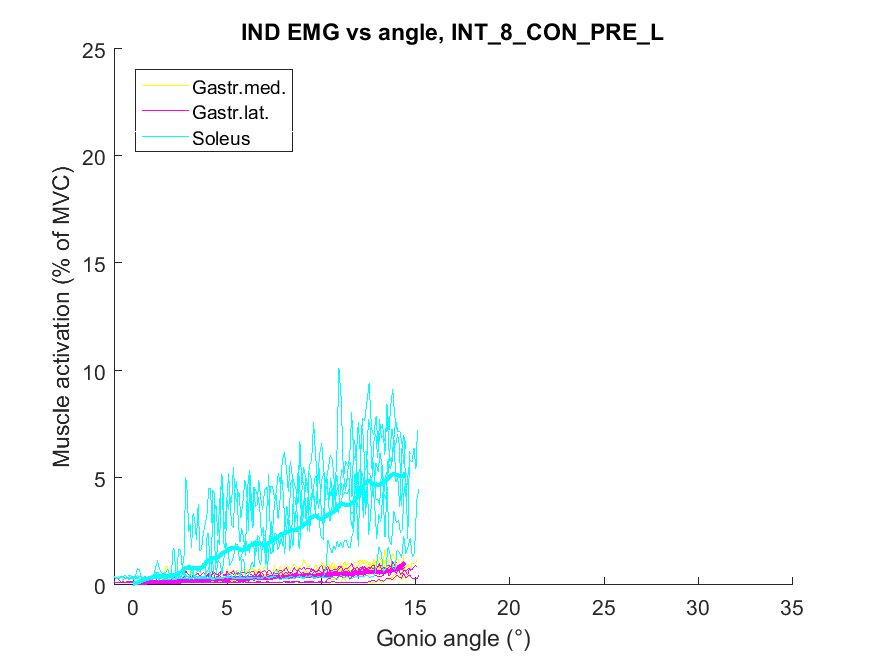 IND EMG vs angle, INT_8_CON_PRE_L
25
20
15
10
5
0
Muscle activation (% of MVC)
Gastr.med.
Gastr.lat.
Soleus
0 5 10 15 20 25 30 35
Gonio angle (°)